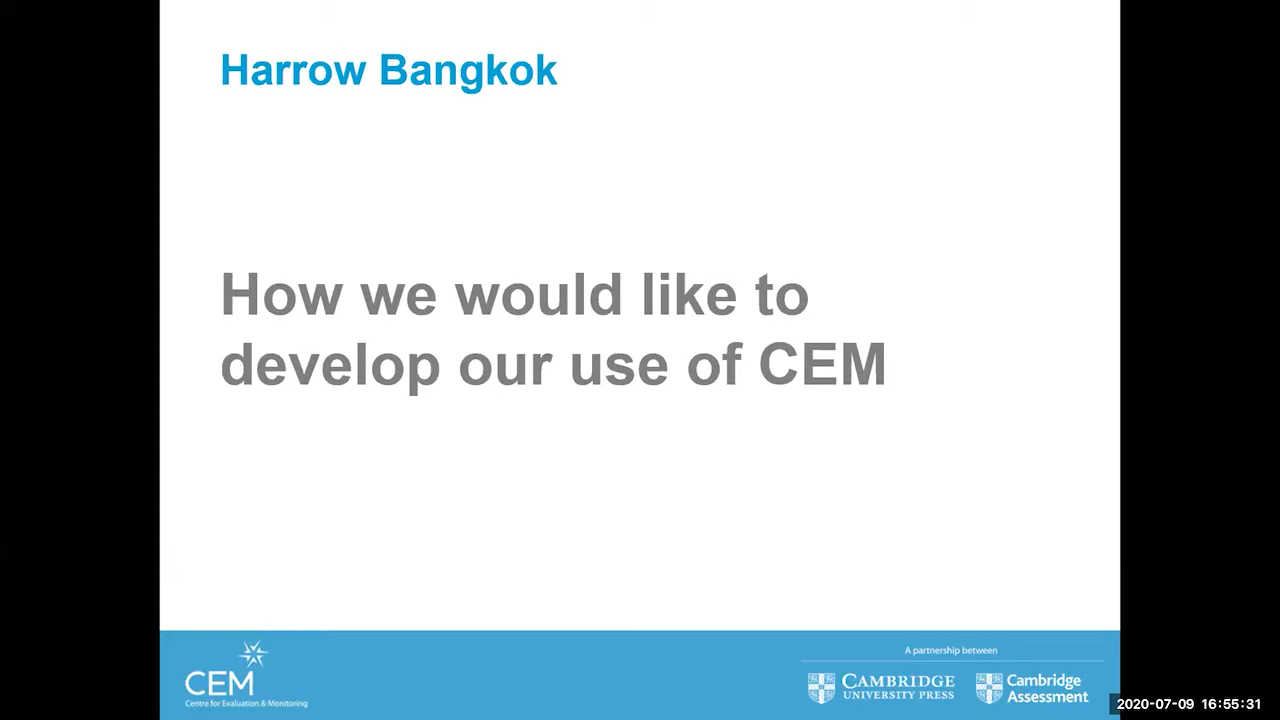 Harrow Bangkok
How we would like to
develop our use of CEM
CEM
Centre for Evaluation & Monitoring
A partnership between
CAMBRIDGE
UNIVERSITY PRESS
Cambridge
Assessment
2020-07-09 16:55:31